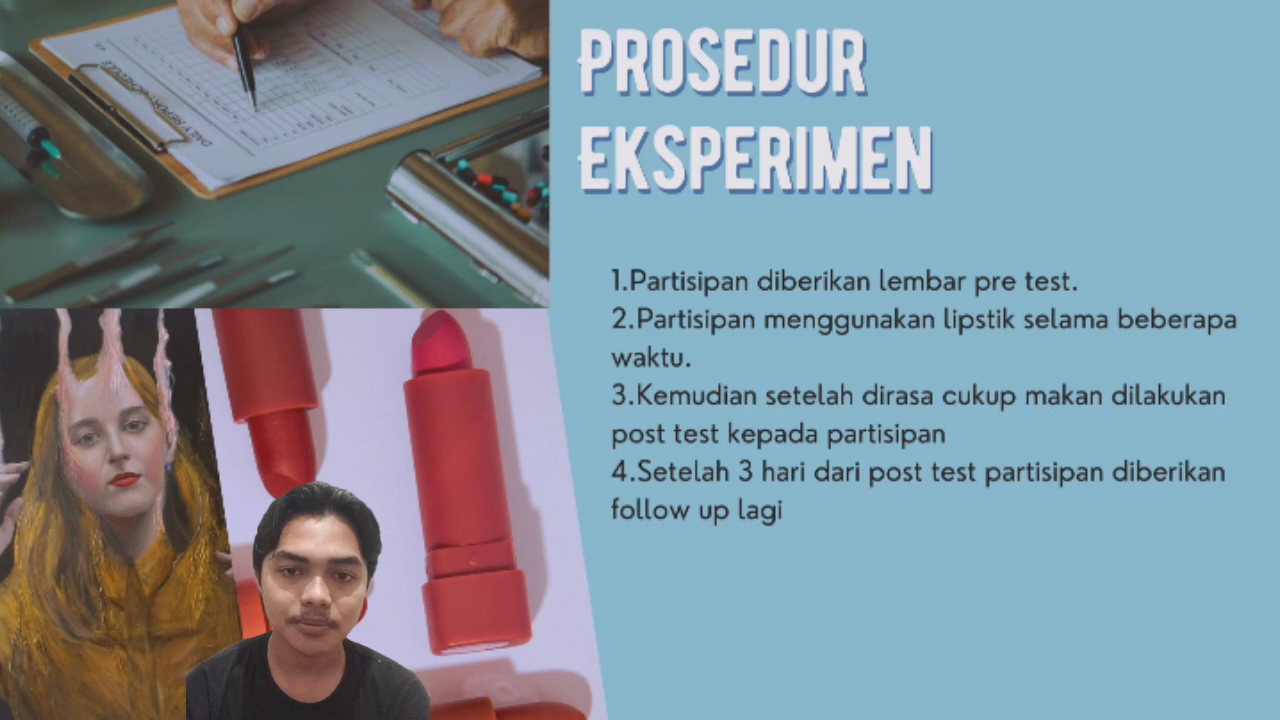 DAILY REPORT
PROSEDUR
EKSPERIMEN
1.Partisipan diberikan lembar pre test.
2.Partisipan menggunakan lipstik selama beberapa
waktu.
3.Kemudian setelah dirasa cukup makan dilakukan
post test kepada partisipan
4.Setelah 3 hari dari post test partisipan diberikan
follow up lagi